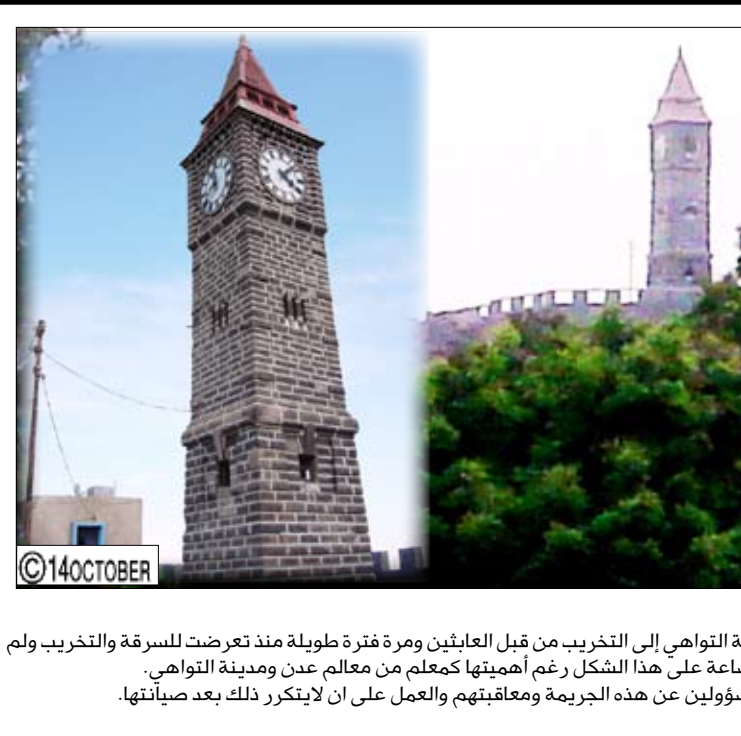 ©14OCTOBER
ة التواهي إلى التخريب من قبل العابثين ومرة فترة طويلة منذ تعرضت للسرقة والتخريب ولم
ساعة على هذا الشكل رغم أهميتها كمعلم من معالم عدن ومدينة التواهي.
سؤولين عن هذه الجريمة ومعاقبتهم والعمل على ان لايتكرر ذلك بعد صيانتها.